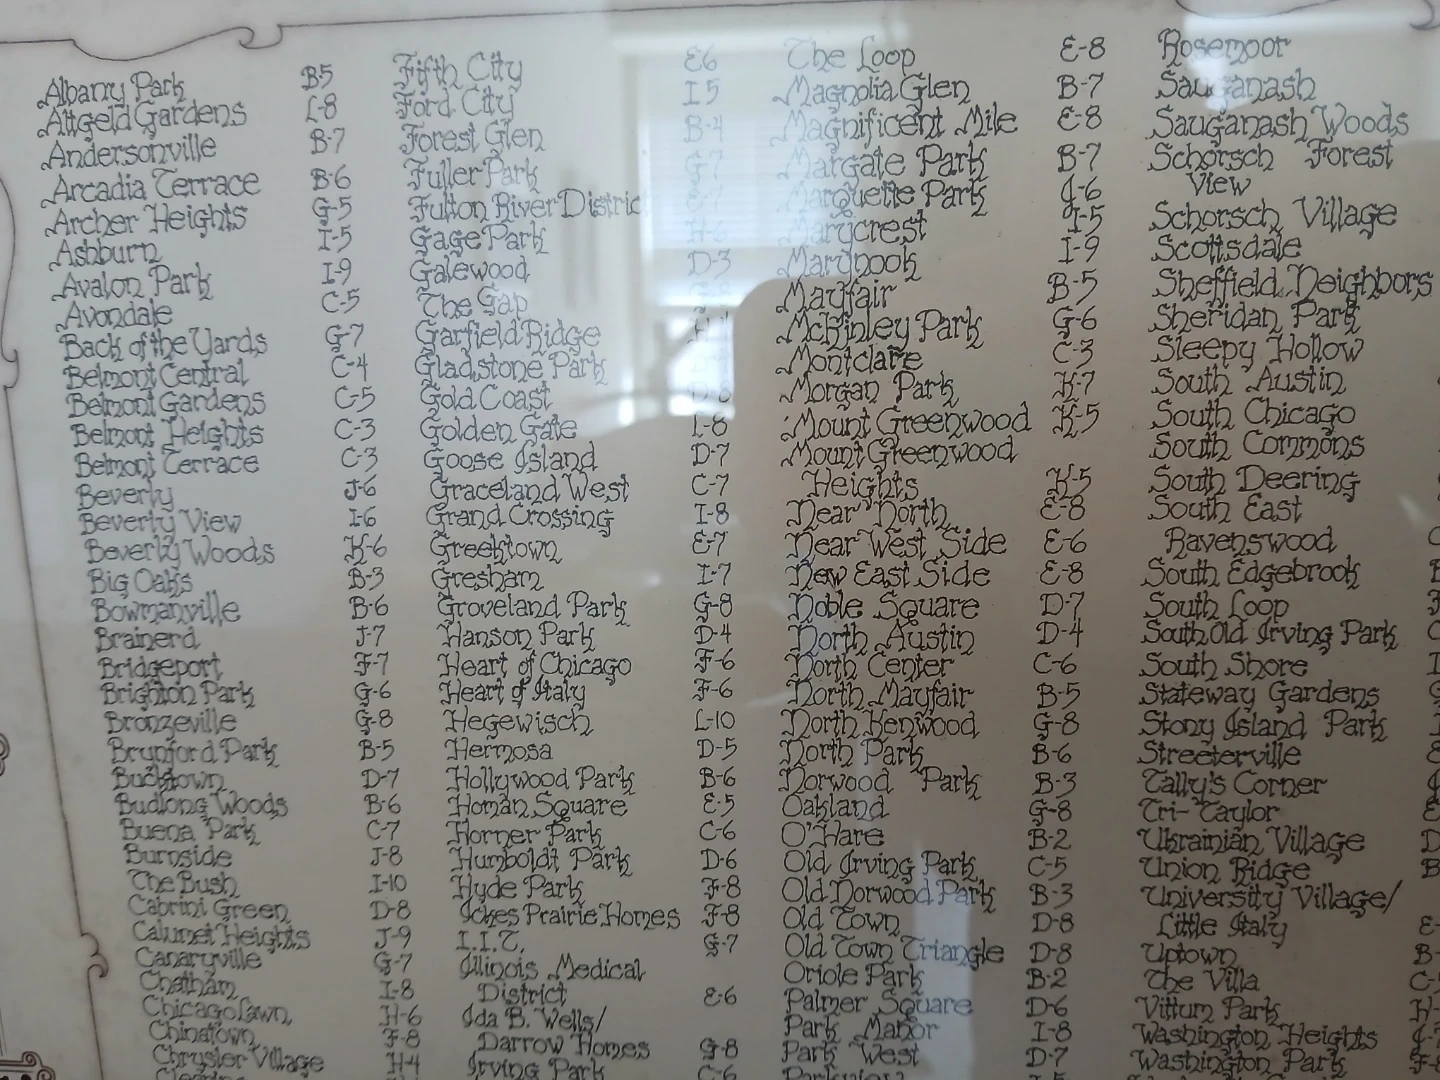 Albany Park B-5
Altgeld Gardens L-8
Andersonville B-7
Arcadia Terrace B-6
Archer Heights G-5
Ashburn I-5
Avalon Park I-9
Avondale C-5
Back of the Yards G-7
Belmont Central C-4
Belmont Gardens C-5
Belmont Heights C-3
Belmont Terrace C-3
Beverly J-6
Beverly View I-6
Beverly Woods K-6
Big Oaks B-3
Bowmanville B-6
Brainerd J-7
Bridgeport F-7
Brighton Park G-6
Bronzeville G-8
Brynford Park B-5
Bucktown D-7
Budlong Woods B-6
Buena Park C-7
Burnside J-8
The Bush I-10
Cabrini Green D-8
Calumet Heights J-9
Canaryville G-7
Chatham I-8
Chicago Lawn H-6
Chinatown F-8
Chrysler Village H-4
Fifth City E6
Ford City I5
Forest Glen B-4
Fuller Park G-7
Fulton River District
Gage Park H-6
Galewood D-3
The Gap
Garfield Ridge
Gladstone Park
Gold Coast D-8
Golden Gate L-8
Goose Island D-7
Graceland West C-7
Grand Crossing I-8
Greektown E-7
Gresham I-7
Groveland Park G-8
Hanson Park D-4
Heart of Chicago F-6
Heart of Italy F-6
Hegewisch L-10
Hermosa D-5
Hollywood Park B-6
Homan Square E-5
Horner Park C-6
Humboldt Park D-6
Hyde Park F-8
Ickes Prairie Homes F-8
I.I.T. G-7
Illinois Medical
District E-6
Ida B. Wells/
Darrow Homes G-8
Irving Park C-6
The Loop E-8
Magnolia Glen B-7
Magnificent Mile E-8
Margate Park B-7
Marquette Park J-6
Marycrest I-5
Marynook I-9
Mayfair B-5
McKinley Park G-6
Montclare C-3
Morgan Park K-7
Mount Greenwood K-5
Mount Greenwood
Heights K-5
Near North E-8
Near West Side E-6
New East Side E-8
Noble Square D-7
North Austin D-4
North Center C-6
North Mayfair B-5
North Kenwood G-8
North Park B-6
Norwood Park B-3
Oakland G-8
O'Hare B-2
Old Irving Park C-5
Old Norwood Park B-3
Old Town D-8
Old Town Triangle D-8
Oriole Park B-2
Palmer Square D-6
Park Manor I-8
Park West D-7
Parkview
Rosemoor
Sauganash
Sauganash Woods
Schorsch Forest
View
Schorsch Village
Scottsdale
Sheffield Neighbors
Sheridan Park
Sleepy Hollow
South Austin
South Chicago
South Commons
South Deering
South East
Ravenswood
South Edgebrook
South Loop
South Old Irving Park
South Shore
Stateway Gardens
Stony Island Park
Streeterville
Tally's Corner
Tri-Taylor
Ukrainian Village
Union Ridge
University Village/
Little Italy
Uptown
The Villa
Vittum Park
Washington Heights
Washington Park